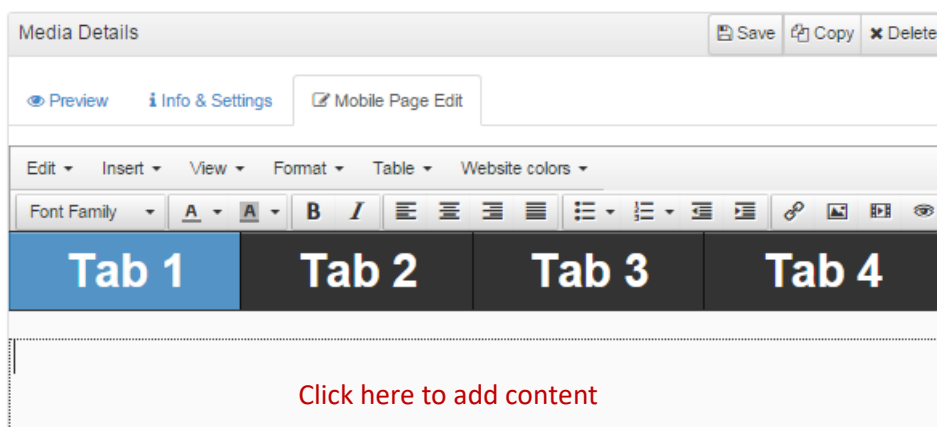 Media Details Save Copy Delete
Preview Info & Settings Mobile Page Edit
Edit Insert View Format Table Website colors
Font Family A A B I
Tab 1 Tab 2 Tab 3 Tab 4
Click here to add content